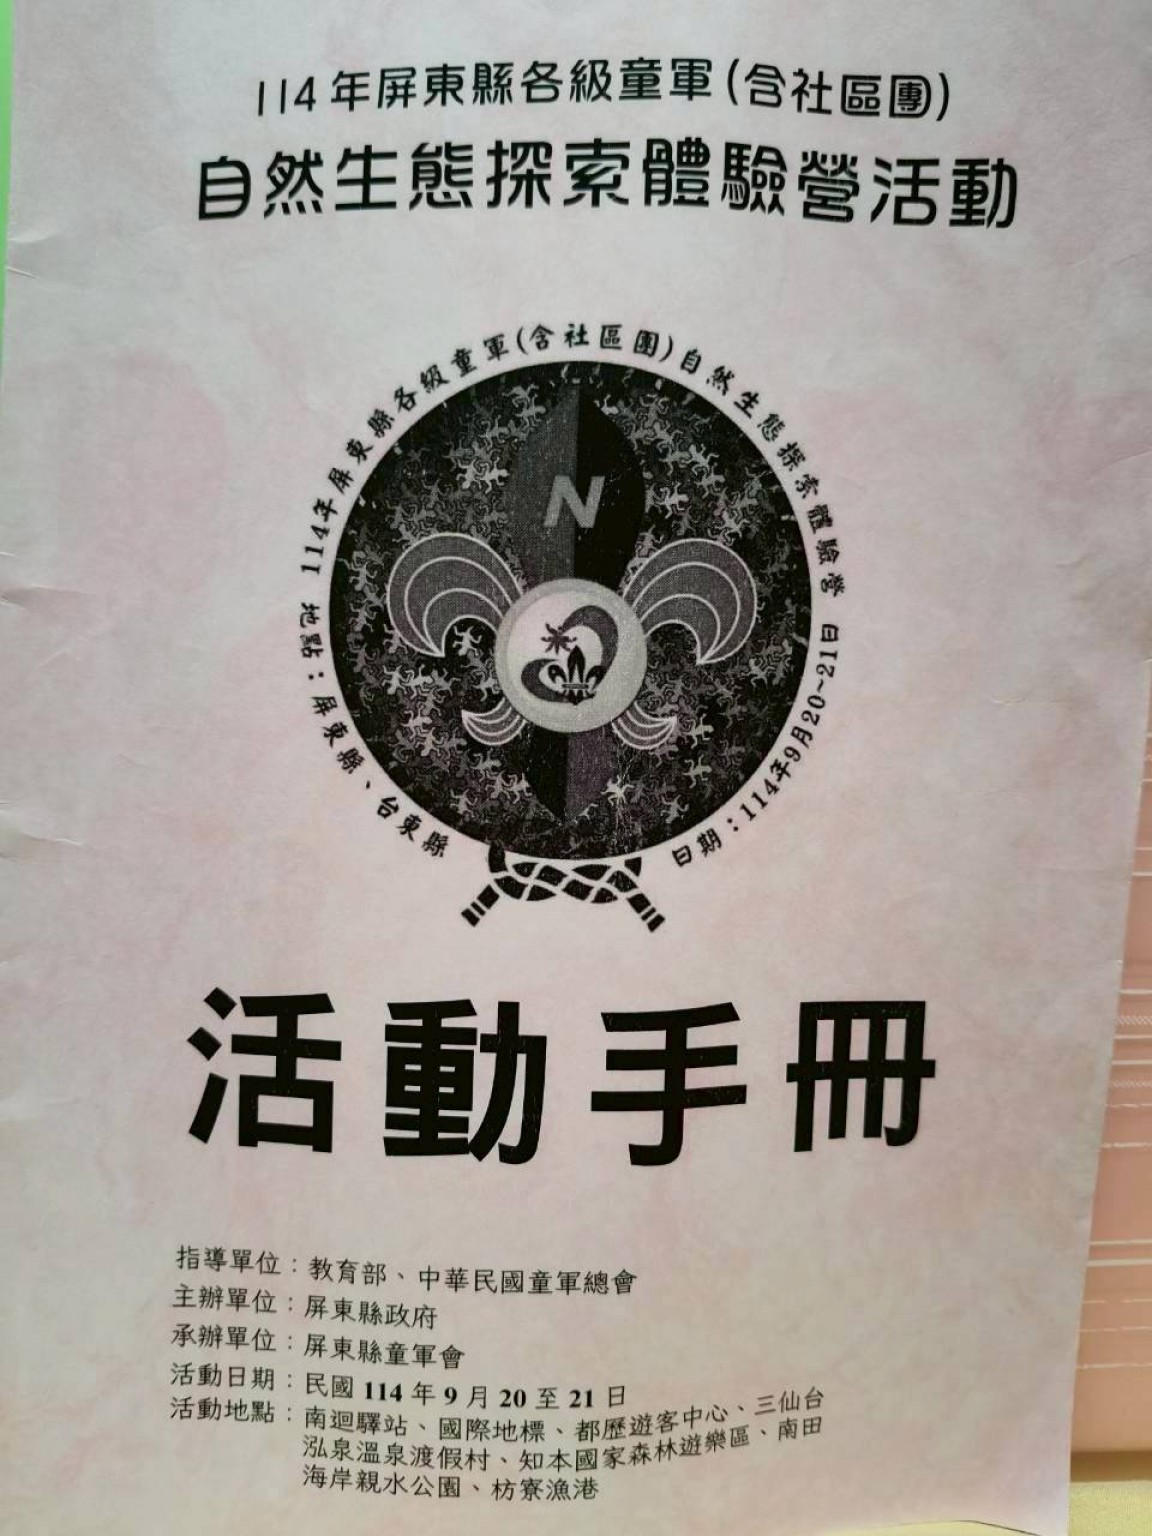 114年屏東縣各級童軍(含社區團)
自然生態探索體驗營活動
114年屏東縣各級童軍(含社區團)自然生態探索體驗營
日期:114年9月20~21日
地點:屏東縣、台東縣
N
活動手冊
指導單位:教育部、中華民國童軍總會
主辦單位:屏東縣政府
承辦單位:屏東縣童軍會
活動日期:民國 114 年 9 月 20 至 21 日
活動地點:南迴驛站、國際地標、都歷遊客中心、三仙台
泓泉溫泉渡假村、知本國家森林遊樂區、南田
海岸親水公園、枋寮漁港